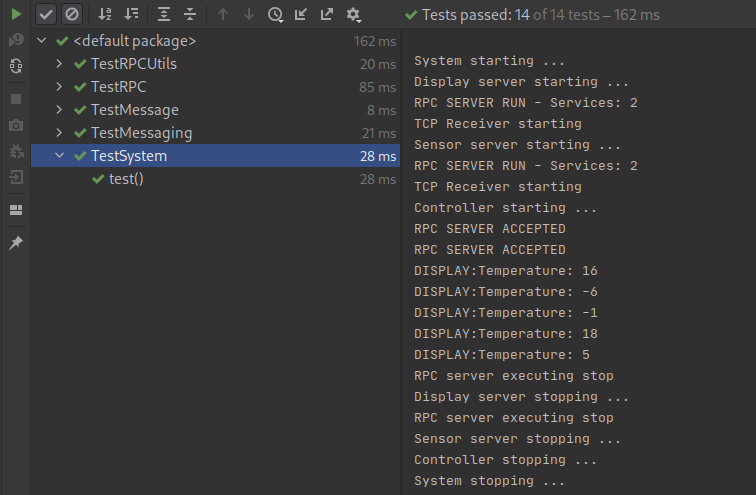 Tests passed: 14 of 14 tests – 162 ms
<default package> 162 ms
TestRPCUtils 20 ms
TestRPC 85 ms
TestMessage 8 ms
TestMessaging 21 ms
TestSystem 28 ms
test() 28 ms
System starting ...
Display server starting ...
RPC SERVER RUN - Services: 2
TCP Receiver starting
Sensor server starting ...
RPC SERVER RUN - Services: 2
TCP Receiver starting
Controller starting ...
RPC SERVER ACCEPTED
RPC SERVER ACCEPTED
DISPLAY:Temperature: 16
DISPLAY:Temperature: -6
DISPLAY:Temperature: -1
DISPLAY:Temperature: 18
DISPLAY:Temperature: 5
RPC server executing stop
Display server stopping ...
RPC server executing stop
Sensor server stopping ...
Controller stopping ...
System stopping ...